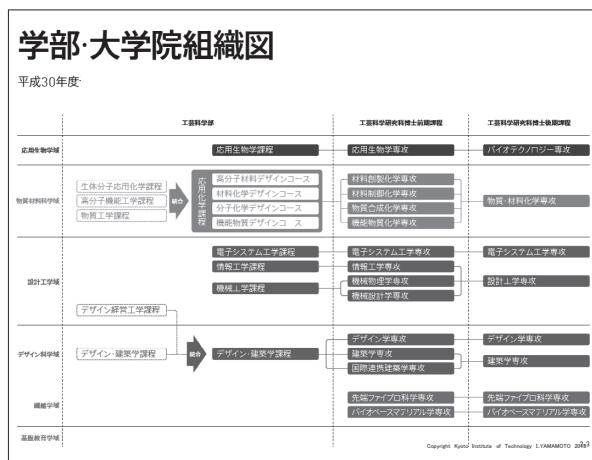 学部·大学院組織図
平成30年度
工芸科学部
工芸科学研究科博士前期課程
工芸科学研究科博士後期課程
応用生物学域
応用生物学課程
応用生物学専攻
バイオテクノロジー専攻
物質材料科学域
生体分子応用化学課程
高分子機能工学課程
物質工学課程
統合
応用化学課程
高分子材料デザインコース
材料化学デザインコース
分子化学デザインコース
機能物質デザインコース
材料創製化学専攻
材料制御化学専攻
物質合成化学専攻
機能物質化学専攻
物質·材料化学専攻
設計工学域
電子システム工学課程
電子システム工学専攻
電子システム工学専攻
情報工学課程
情報工学専攻
機械工学課程
機械物理学専攻
機械設計学専攻
設計工学専攻
デザイン経営工学課程
デザイン科学域
デザイン·建築学課程
統合
デザイン·建築学課程
デザイン学専攻
デザイン学専攻
建築学専攻
国際連携建築学専攻
建築学専攻
繊維学域
先端ファイブロ科学専攻
先端ファイブロ科学専攻
バイオベースマテリアル学専攻
バイオベースマテリアル学専攻
基盤教育学域
Copyright Kyoto Institute of Technology I.YAMAMOTO